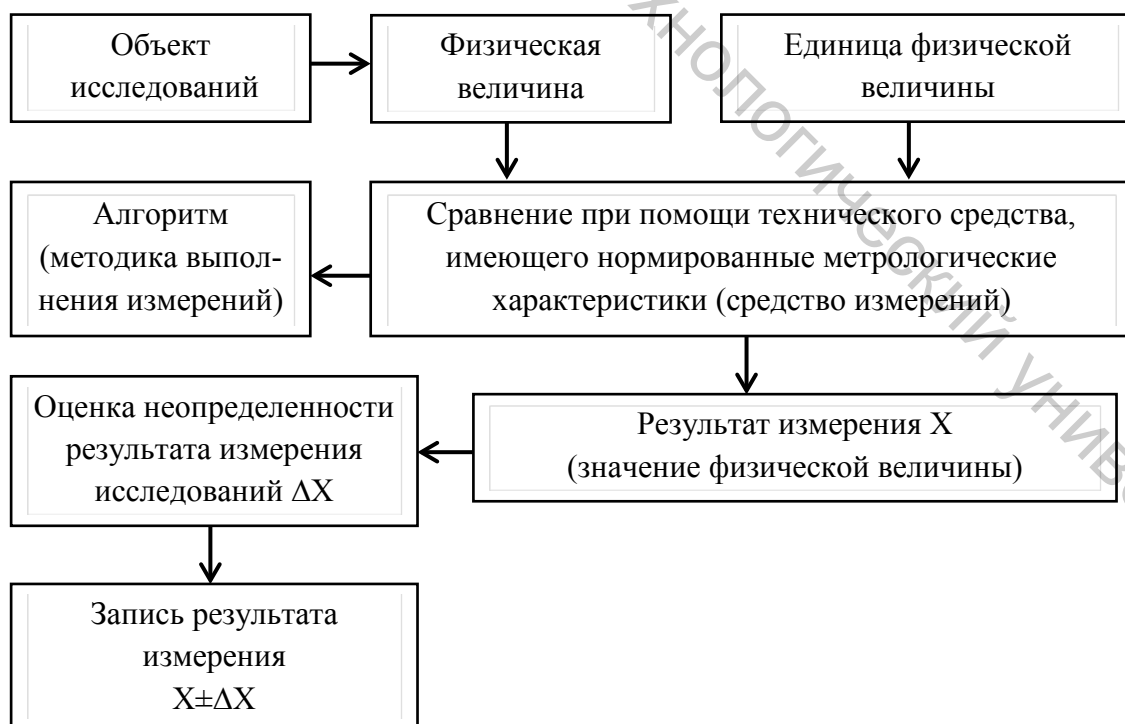 Объект
исследований
Физическая
величина
Единица физической
величины
Алгоритм
(методика выпол-
нения измерений)
Сравнение при помощи технического средства,
имеющего нормированные метрологические
характеристики (средство измерений)
Оценка неопределенности
результата измерения
исследований ΔX
Результат измерения X
(значение физической величины)
Запись результата
измерения
X±ΔX